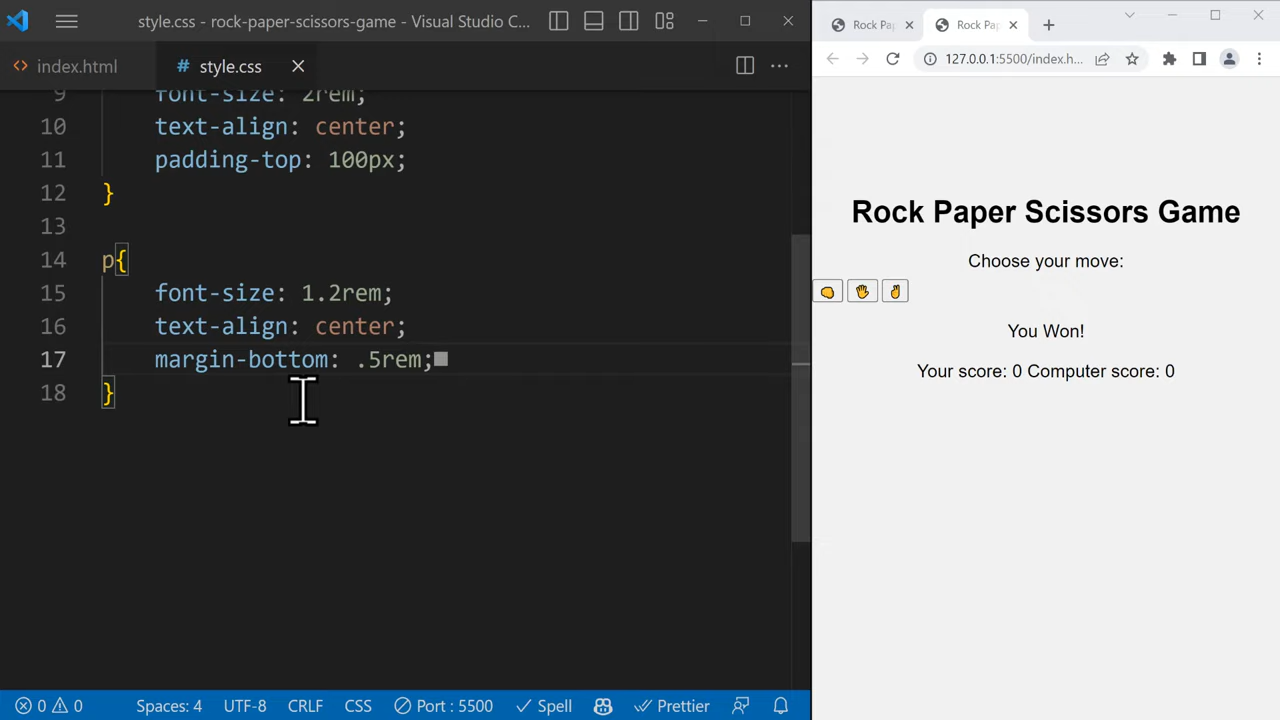 style.css - rock-paper-scissors-game - Visual Studio C...
index.html
# style.css
9 font-size: 2rem;
10 text-align: center;
11 padding-top: 100px;
12 }
13
14 p{
15 font-size: 1.2rem;
16 text-align: center;
17 margin-bottom: .5rem;
18 }
0 0 Spaces: 4 UTF-8 CRLF CSS Port : 5500 Spell Prettier
Rock Pa
Rock Pa
127.0.0.1:5500/index.h...
Rock Paper Scissors Game
Choose your move:
You Won!
Your score: 0 Computer score: 0